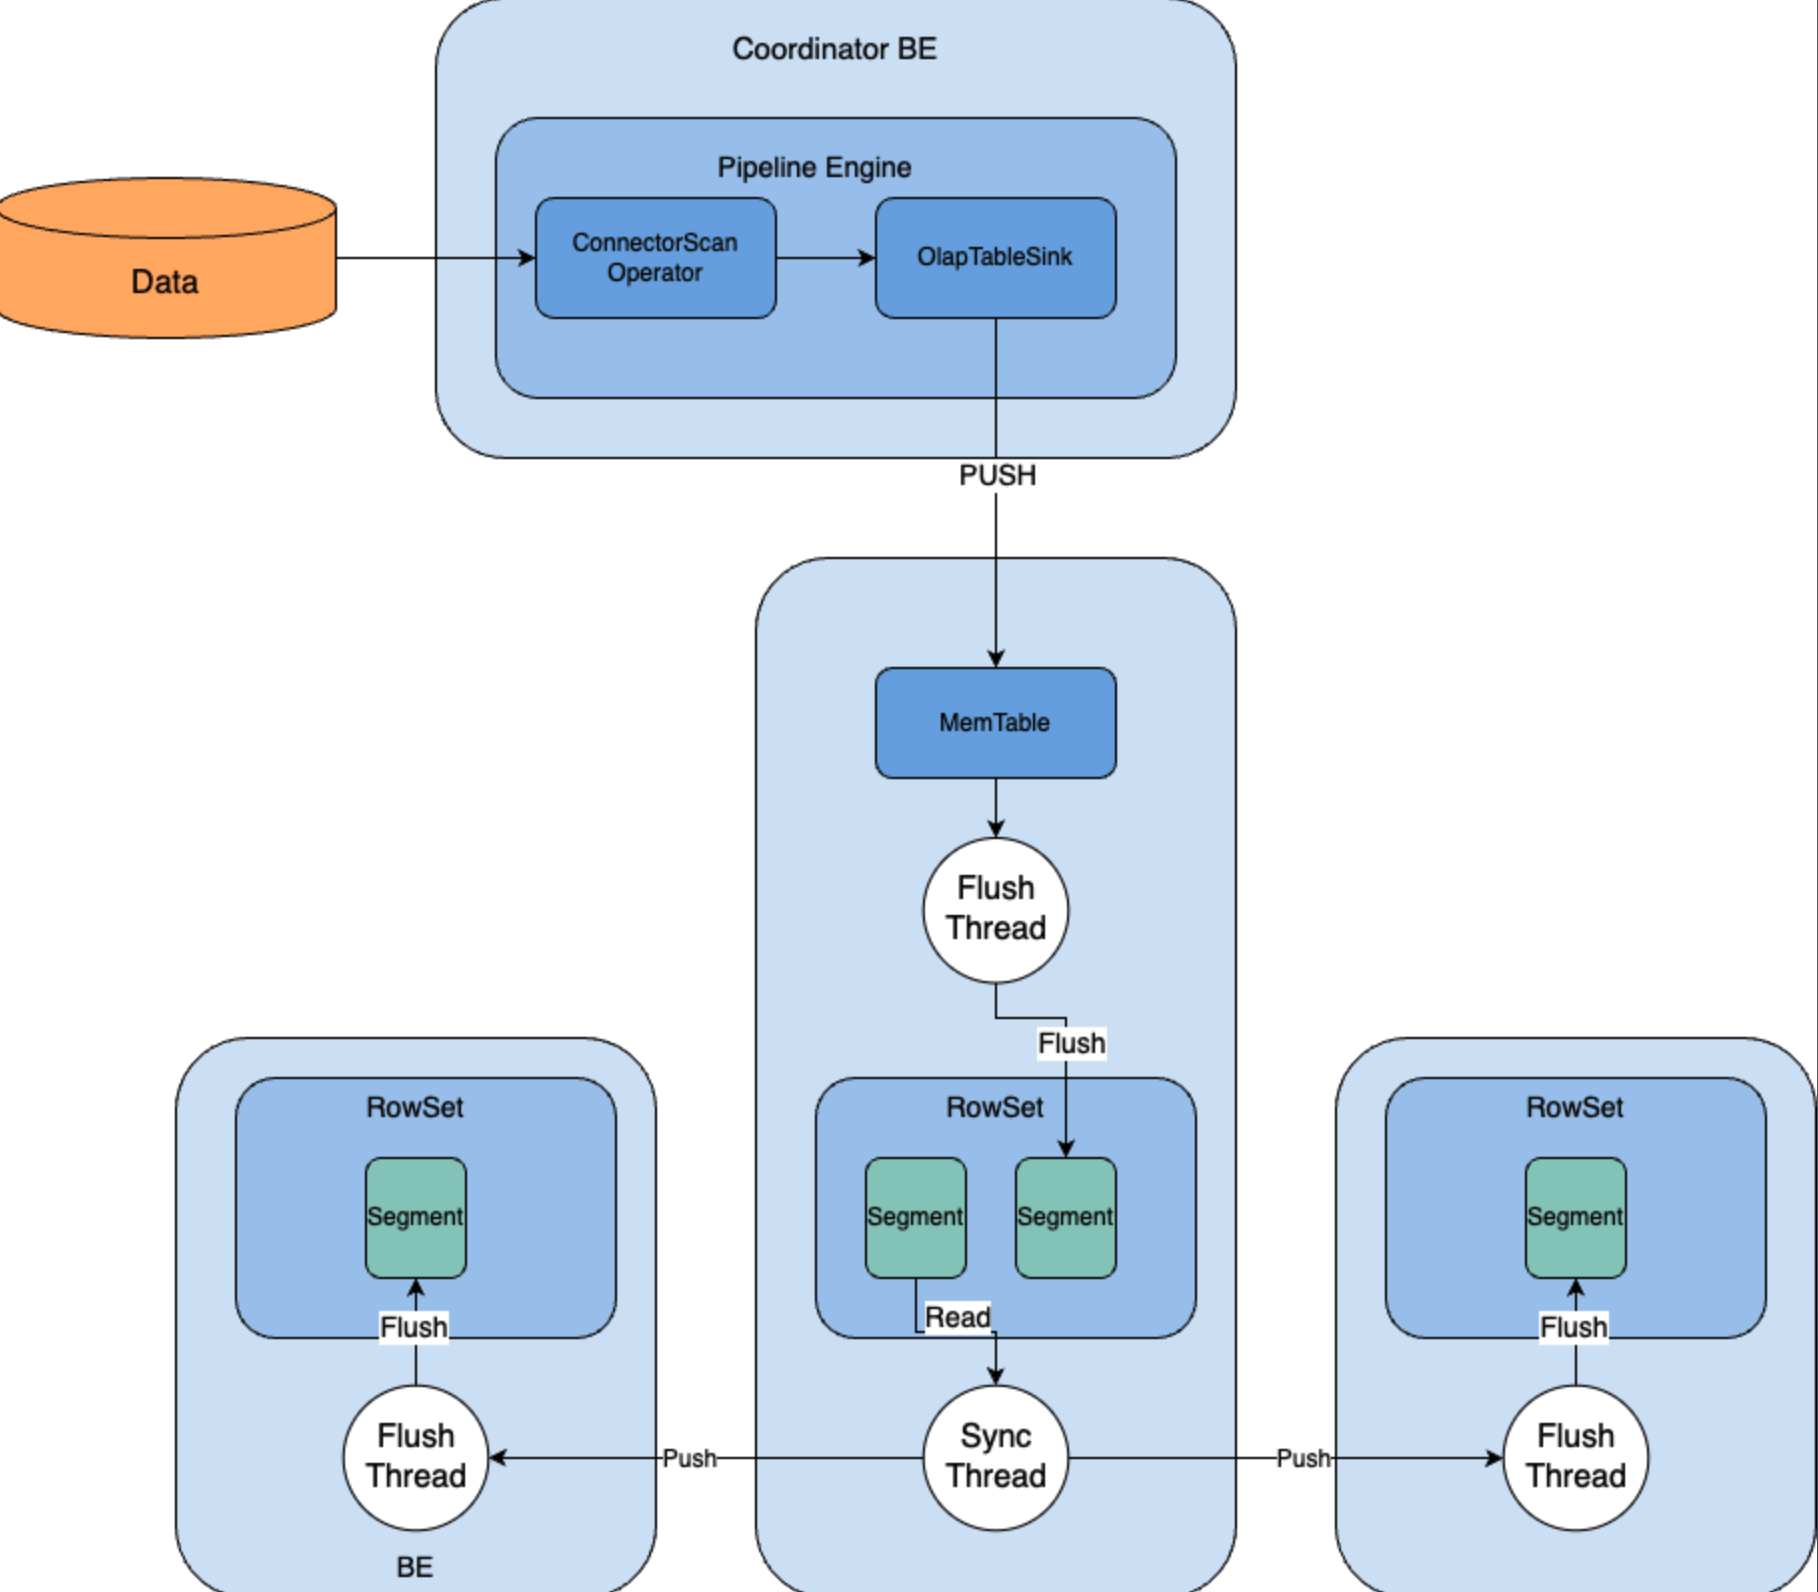 Coordinator BE
Pipeline Engine
ConnectorScan
Operator
OlapTableSink
Data
PUSH
MemTable
Flush
Thread
Flush
RowSet
RowSet
RowSet
Segment
Segment
Segment
Segment
Read
Flush
Flush
Flush
Thread
Push
Sync
Thread
Push
Flush
Thread
BE